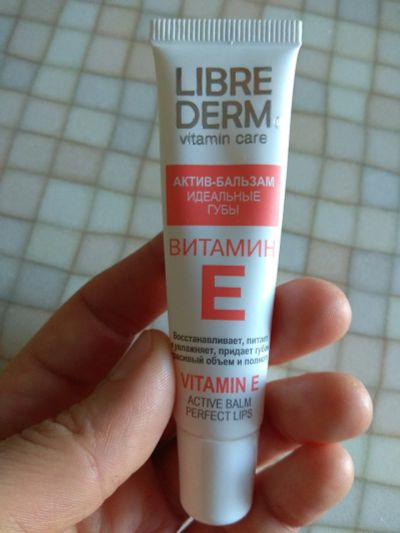 LIBRE
DERM
vitamin care
АКТИВ-БАЛЬЗАМ
ИДЕАЛЬНЫЕ
ГУБЫ
ВИТАМИН
E
Восстанавливает, питает
и увлажняет, придает губам
красивый объем и полноту
VITAMIN E
ACTIVE BALM
PERFECT LIPS